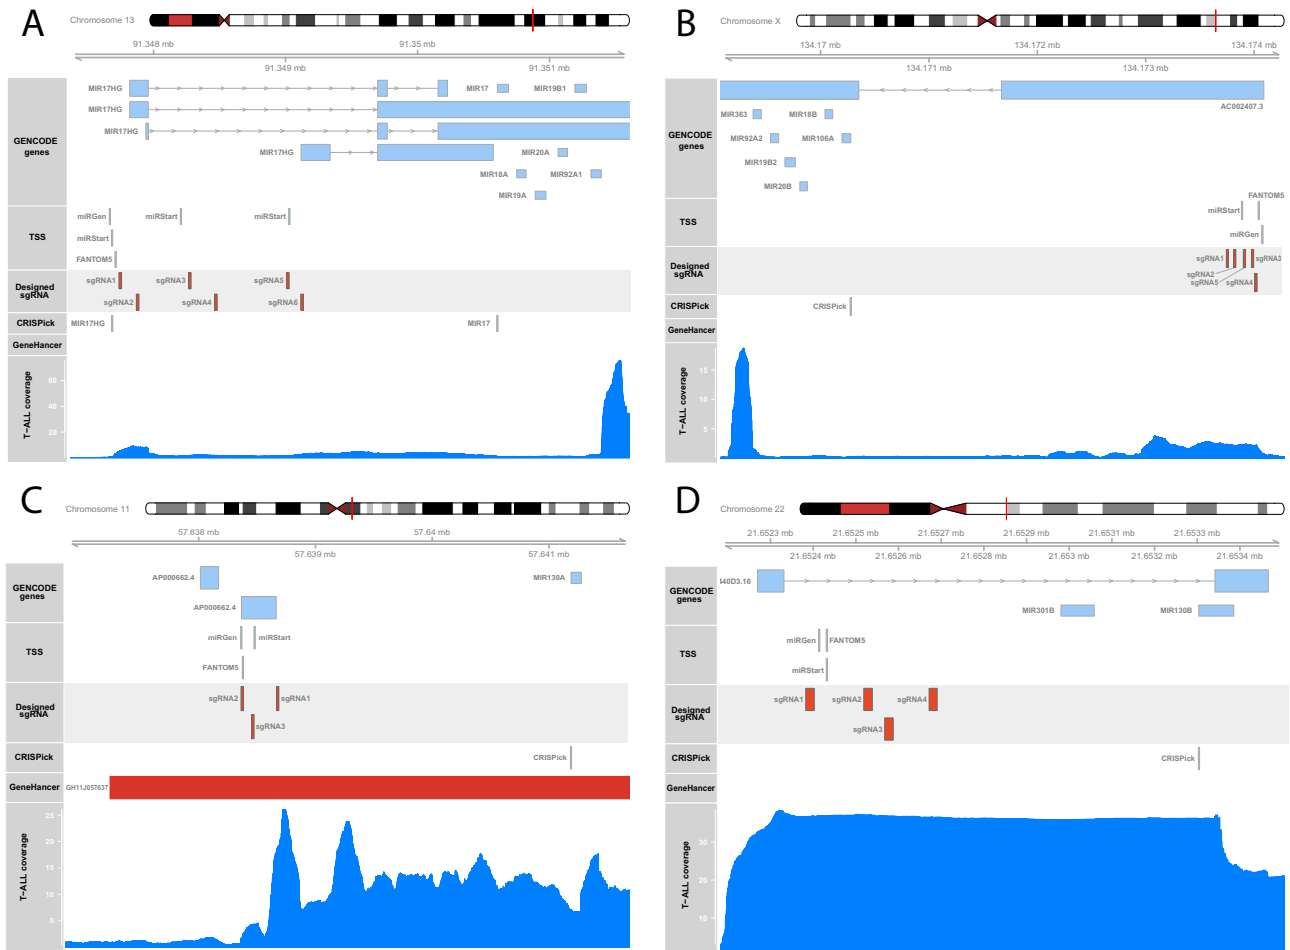 A
Chromosome 13
91.348 mb
91.35 mb
91.349 mb
91.351 mb
GENCODE
genes
MIR17HG
MIR17
MIR19B1
MIR17HG
MIR17HG
MIR17HG
MIR20A
MIR18A
MIR92A1
MIR19A
TSS
miRGen
miRStart
miRStart
miRStart
FANTOM5
Designed
sgRNA
sgRNA1
sgRNA3
sgRNA5
sgRNA2
sgRNA4
sgRNA6
CRISPick
MIR17HG
MIR17
GeneHancer
T−ALL coverage
60
40
20
B
Chromosome X
134.17 mb
134.172 mb
134.174 mb
134.171 mb
134.173 mb
GENCODE
genes
AC002407.3
MIR363
MIR18B
MIR92A2
MIR106A
MIR19B2
MIR20B
TSS
FANTOM5
miRStart
miRGen
Designed
sgRNA
sgRNA1
sgRNA3
sgRNA2
sgRNA5
sgRNA4
CRISPick
CRISPick
GeneHancer
T−ALL coverage
15
10
5
C
Chromosome 11
57.638 mb
57.64 mb
57.639 mb
57.641 mb
GENCODE
genes
AP000662.4
MIR130A
AP000662.4
TSS
miRGen
miRStart
FANTOM5
Designed
sgRNA
sgRNA2
sgRNA1
sgRNA3
CRISPick
CRISPick
GeneHancer
GH11J057637
T−ALL coverage
25
20
15
10
5
D
Chromosome 22
21.6523 mb
21.6525 mb
21.6527 mb
21.6529 mb
21.6531 mb
21.6533 mb
21.6524 mb
21.6526 mb
21.6528 mb
21.653 mb
21.6532 mb
21.6534 mb
GENCODE
genes
440D3.16
MIR301B
MIR130B
TSS
miRGen
FANTOM5
miRStart
Designed
sgRNA
sgRNA1
sgRNA2
sgRNA4
sgRNA3
CRISPick
CRISPick
GeneHancer
T−ALL coverage
30
20
10